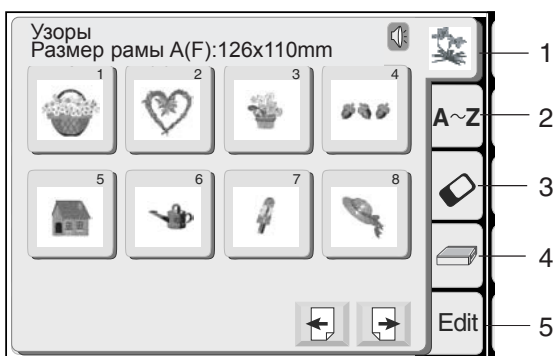 Узоры
Размер рамы A(F):126x110mm
1 2 3 4
5 6 7 8
A~Z
Edit
1
2
3
4
5